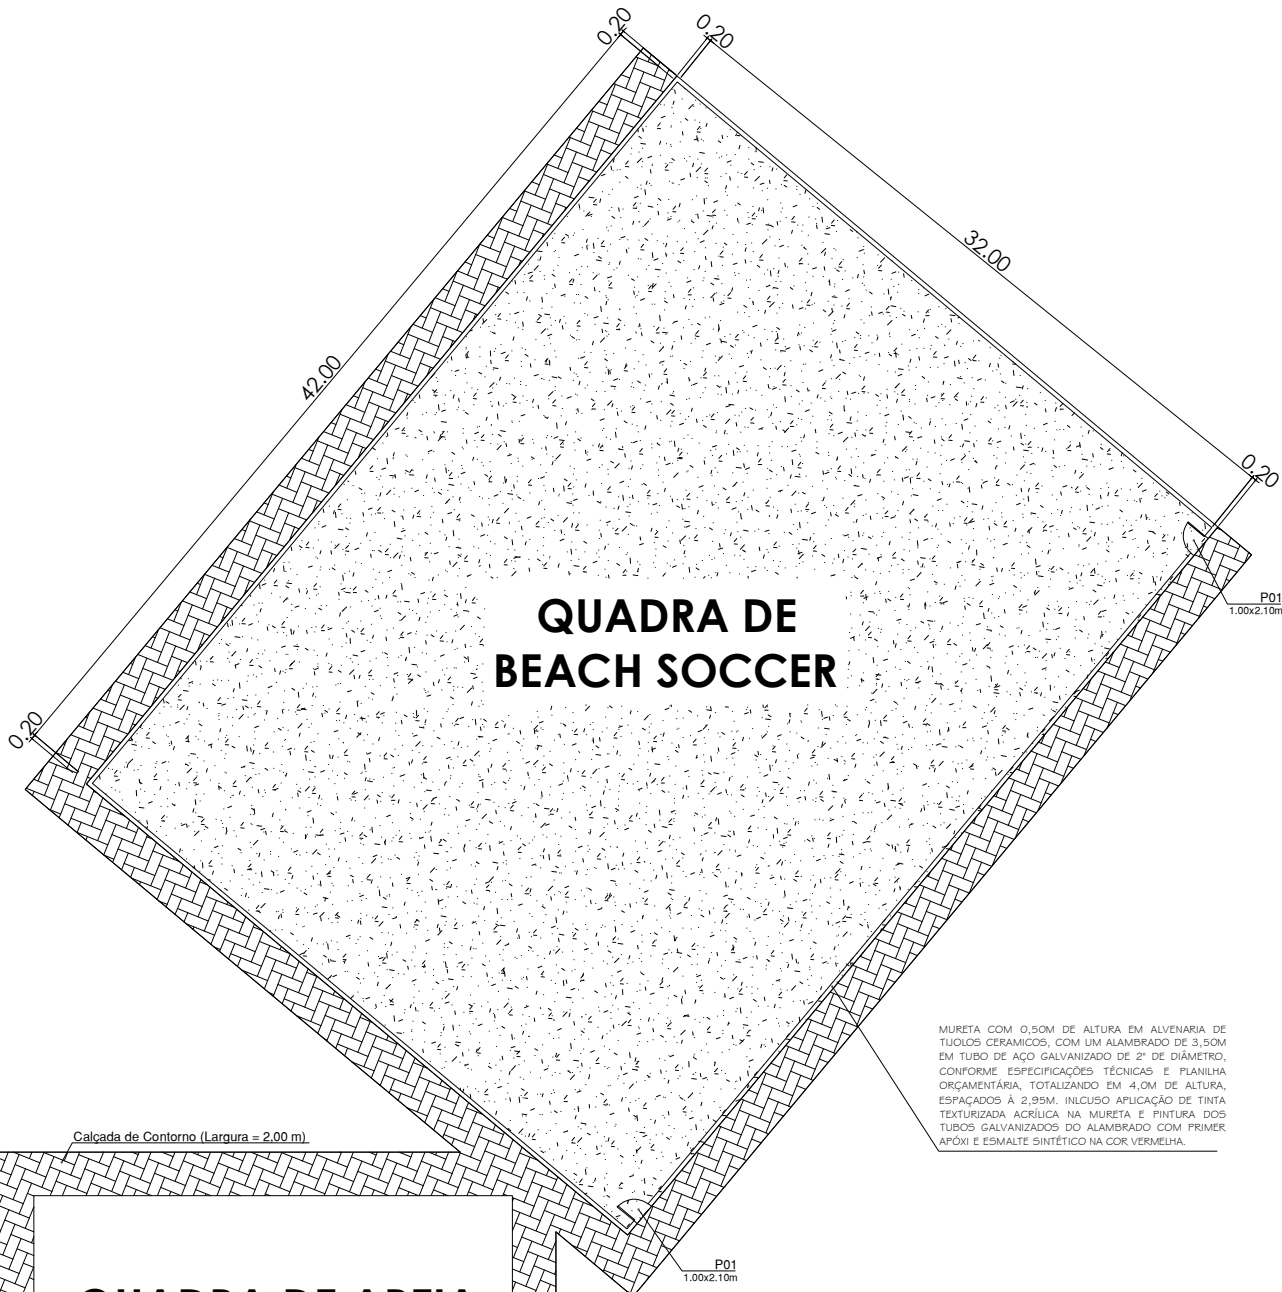 0.20
0.20
32.00
42.00
0.20
0.20
P01
1.00x2.10m
QUADRA DE
BEACH SOCCER
MURETA COM 0,50M DE ALTURA EM ALVENARIA DE
TIJOLOS CERAMICOS, COM UM ALAMBRADO DE 3,50M
EM TUBO DE AÇO GALVANIZADO DE 2" DE DIÂMETRO,
CONFORME ESPECIFICAÇÕES TÉCNICAS E PLANILHA
ORÇAMENTÁRIA, TOTALIZANDO EM 4,0M DE ALTURA,
ESPAÇADOS À 2,95M. INLCUSO APLICAÇÃO DE TINTA
TEXTURIZADA ACRÍLICA NA MURETA E PINTURA DOS
TUBOS GALVANIZADOS DO ALAMBRADO COM PRIMER
APÓXI E ESMALTE SINTÉTICO NA COR VERMELHA.
Calçada de Contorno (Largura = 2,00 m)
P01
1.00x2.10m
QUADRA DE AREIA